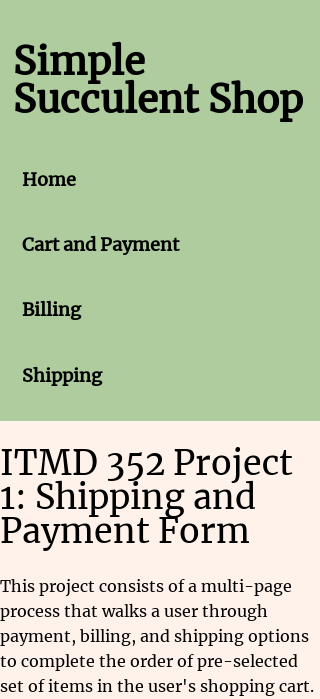 Simple
Succulent Shop
Home
Cart and Payment
Billing
Shipping
ITMD 352 Project
1: Shipping and
Payment Form
This project consists of a multi-page
process that walks a user through
payment, billing, and shipping options
to complete the order of pre-selected
set of items in the user's shopping cart.